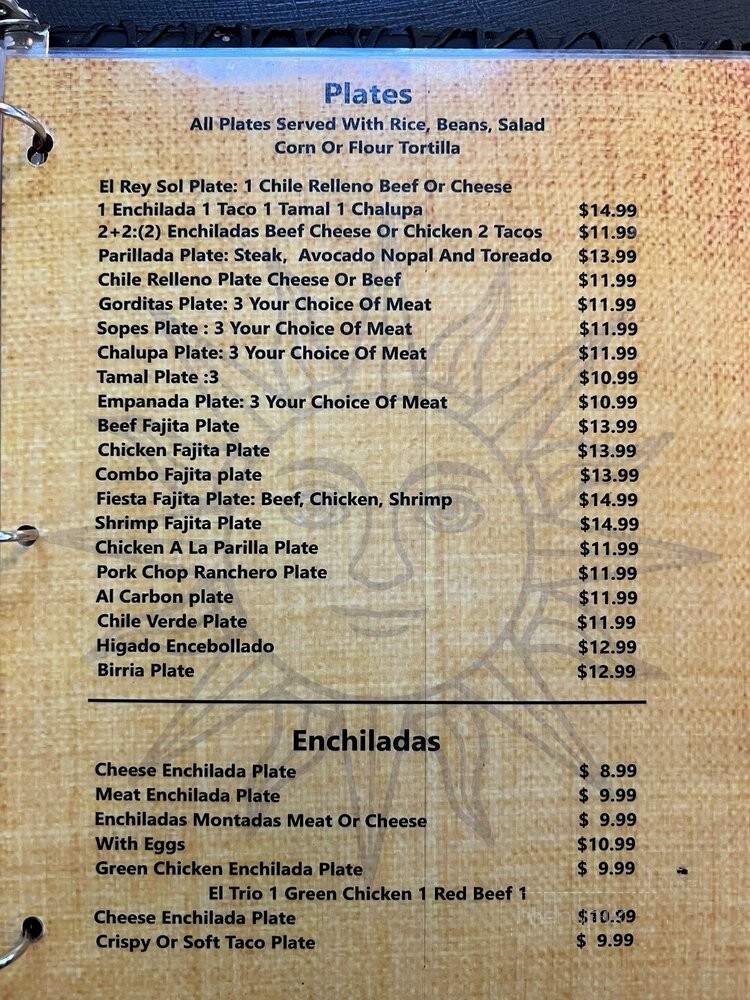 Plates
All Plates Served With Rice, Beans, Salad
Corn Or Flour Tortilla
El Rey Sol Plate: 1 Chile Relleno Beef Or Cheese
1 Enchilada 1 Taco 1 Tamal 1 Chalupa $14.99
2+2:(2) Enchiladas Beef Cheese Or Chicken 2 Tacos $11.99
Parillada Plate: Steak, Avocado Nopal And Toreado $13.99
Chile Relleno Plate Cheese Or Beef $11.99
Gorditas Plate: 3 Your Choice Of Meat $11.99
Sopes Plate : 3 Your Choice Of Meat $11.99
Chalupa Plate: 3 Your Choice Of Meat $11.99
Tamal Plate :3 $10.99
Empanada Plate: 3 Your Choice Of Meat $10.99
Beef Fajita Plate $13.99
Chicken Fajita Plate $13.99
Combo Fajita plate $13.99
Fiesta Fajita Plate: Beef, Chicken, Shrimp $14.99
Shrimp Fajita Plate $14.99
Chicken A La Parilla Plate $11.99
Pork Chop Ranchero Plate $11.99
Al Carbon plate $11.99
Chile Verde Plate $11.99
Higado Encebollado $12.99
Birria Plate $12.99
Enchiladas
Cheese Enchilada Plate $ 8.99
Meat Enchilada Plate $ 9.99
Enchiladas Montadas Meat Or Cheese $ 9.99
With Eggs $10.99
Green Chicken Enchilada Plate $ 9.99
El Trio 1 Green Chicken 1 Red Beef 1
Cheese Enchilada Plate $10.99
Crispy Or Soft Taco Plate $ 9.99